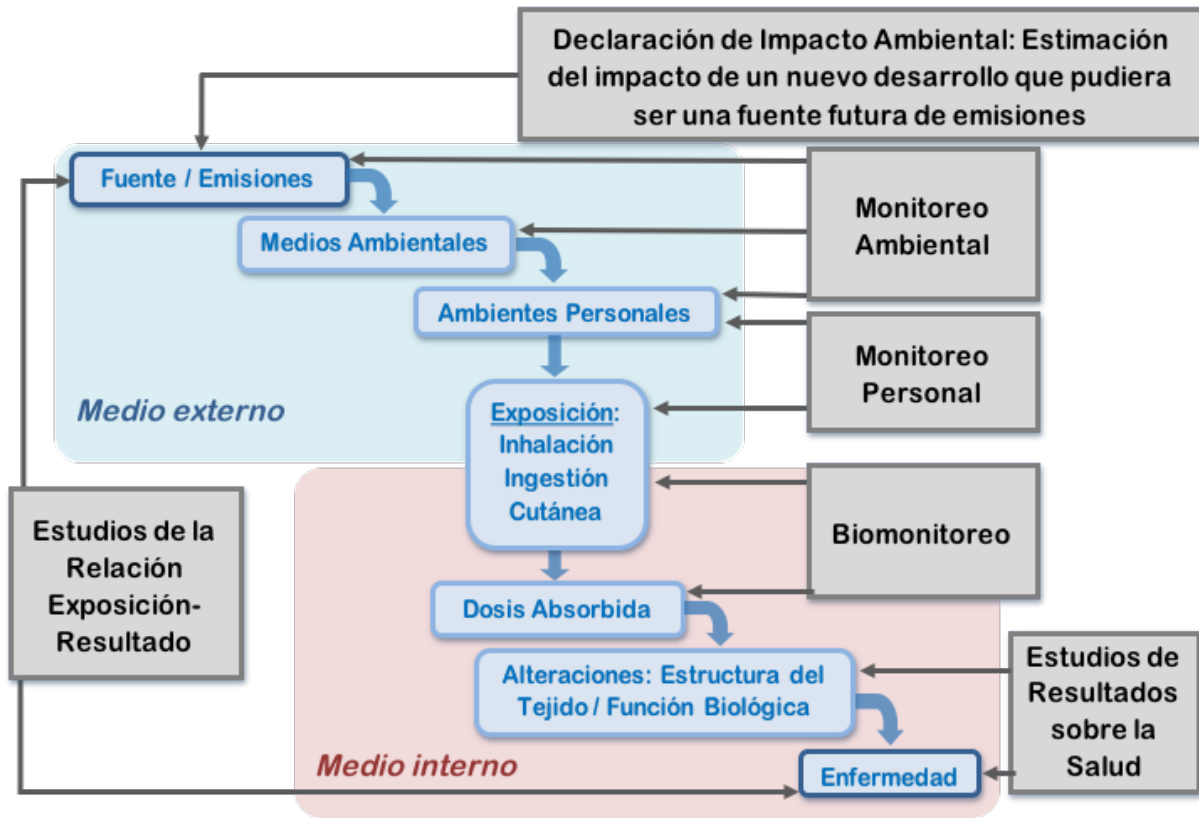 Declaración de Impacto Ambiental: Estimación
del impacto de un nuevo desarrollo que pudiera
ser una fuente futura de emisiones
Fuente / Emisiones
Monitoreo
Ambiental
Medios Ambientales
Ambientes Personales
Monitoreo
Personal
Medio externo
Exposición:
Inhalación
Ingestión
Cutánea
Biomonitoreo
Estudios de la
Relación
Exposición-
Resultado
Dosis Absorbida
Alteraciones: Estructura del
Tejido / Función Biológica
Estudios de
Resultados
sobre la
Salud
Medio interno
Enfermedad